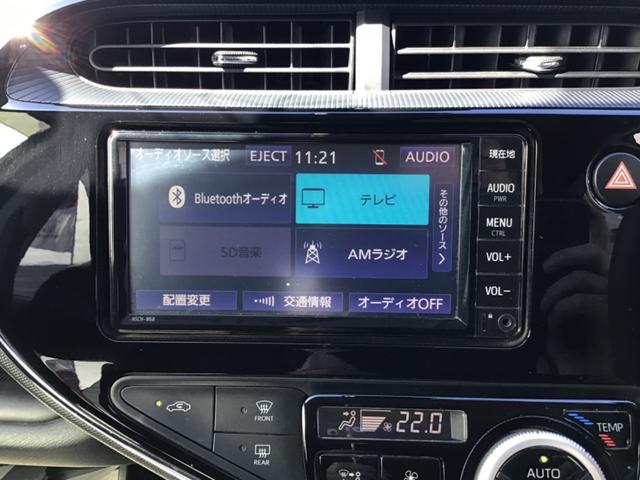 オーディオソース選択 EJECT 11:21 AUDIO
Bluetoothオーディオ テレビ
SD音楽 AMラジオ
その他のソース
配置変更 交通情報 オーディオOFF
現在地
AUDIO
PWR
MENU
CTRL
VOL+
VOL-
NSCN-W68
FRONT
REAR
22.0
TEMP
AUTO